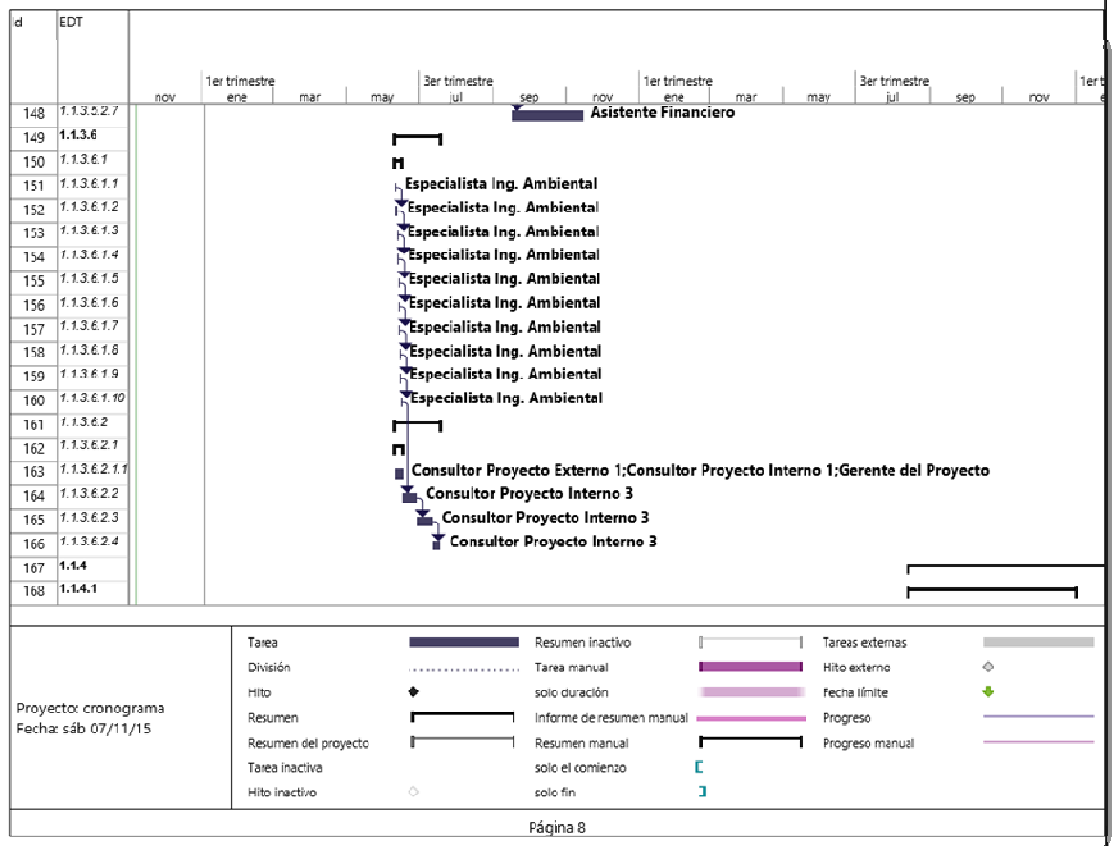 Id EDT
1er trimestre 3er trimestre 1er trimestre 3er trimestre 1er t
nov ene mar may jul sep nov ene mar may jul sep nov e
148 1.1.3.5.2.7 Asistente Financiero
149 1.1.3.6
150 1.1.3.6.1
151 1.1.3.6.1.1 Especialista Ing. Ambiental
152 1.1.3.6.1.2 Especialista Ing. Ambiental
153 1.1.3.6.1.3 Especialista Ing. Ambiental
154 1.1.3.6.1.4 Especialista Ing. Ambiental
155 1.1.3.6.1.5 Especialista Ing. Ambiental
156 1.1.3.6.1.6 Especialista Ing. Ambiental
157 1.1.3.6.1.7 Especialista Ing. Ambiental
158 1.1.3.6.1.8 Especialista Ing. Ambiental
159 1.1.3.6.1.9 Especialista Ing. Ambiental
160 1.1.3.6.1.10 Especialista Ing. Ambiental
161 1.1.3.6.2
162 1.1.3.6.2.1
163 1.1.3.6.2.1.1 Consultor Proyecto Externo 1;Consultor Proyecto Interno 1;Gerente del Proyecto
164 1.1.3.6.2.2 Consultor Proyecto Interno 3
165 1.1.3.6.2.3 Consultor Proyecto Interno 3
166 1.1.3.6.2.4 Consultor Proyecto Interno 3
167 1.1.4
168 1.1.4.1
Proyecto: cronograma
Fecha: sáb 07/11/15
Tarea Resumen inactivo Tareas externas
División Tarea manual Hito externo
Hito solo duración Fecha límite
Resumen Informe de resumen manual Progreso
Resumen del proyecto Resumen manual Progreso manual
Tarea inactiva solo el comienzo
Hito inactivo solo fin
Página 8